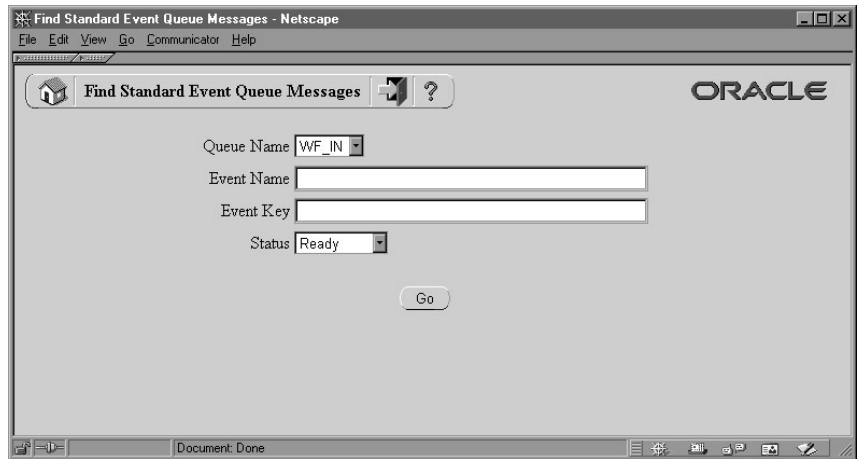 Find Standard Event Queue Messages - Netscape
File Edit View Go Communicator Help
Find Standard Event Queue Messages ?
ORACLE
Queue Name WF_IN
Event Name
Event Key
Status Ready
Go
Document: Done